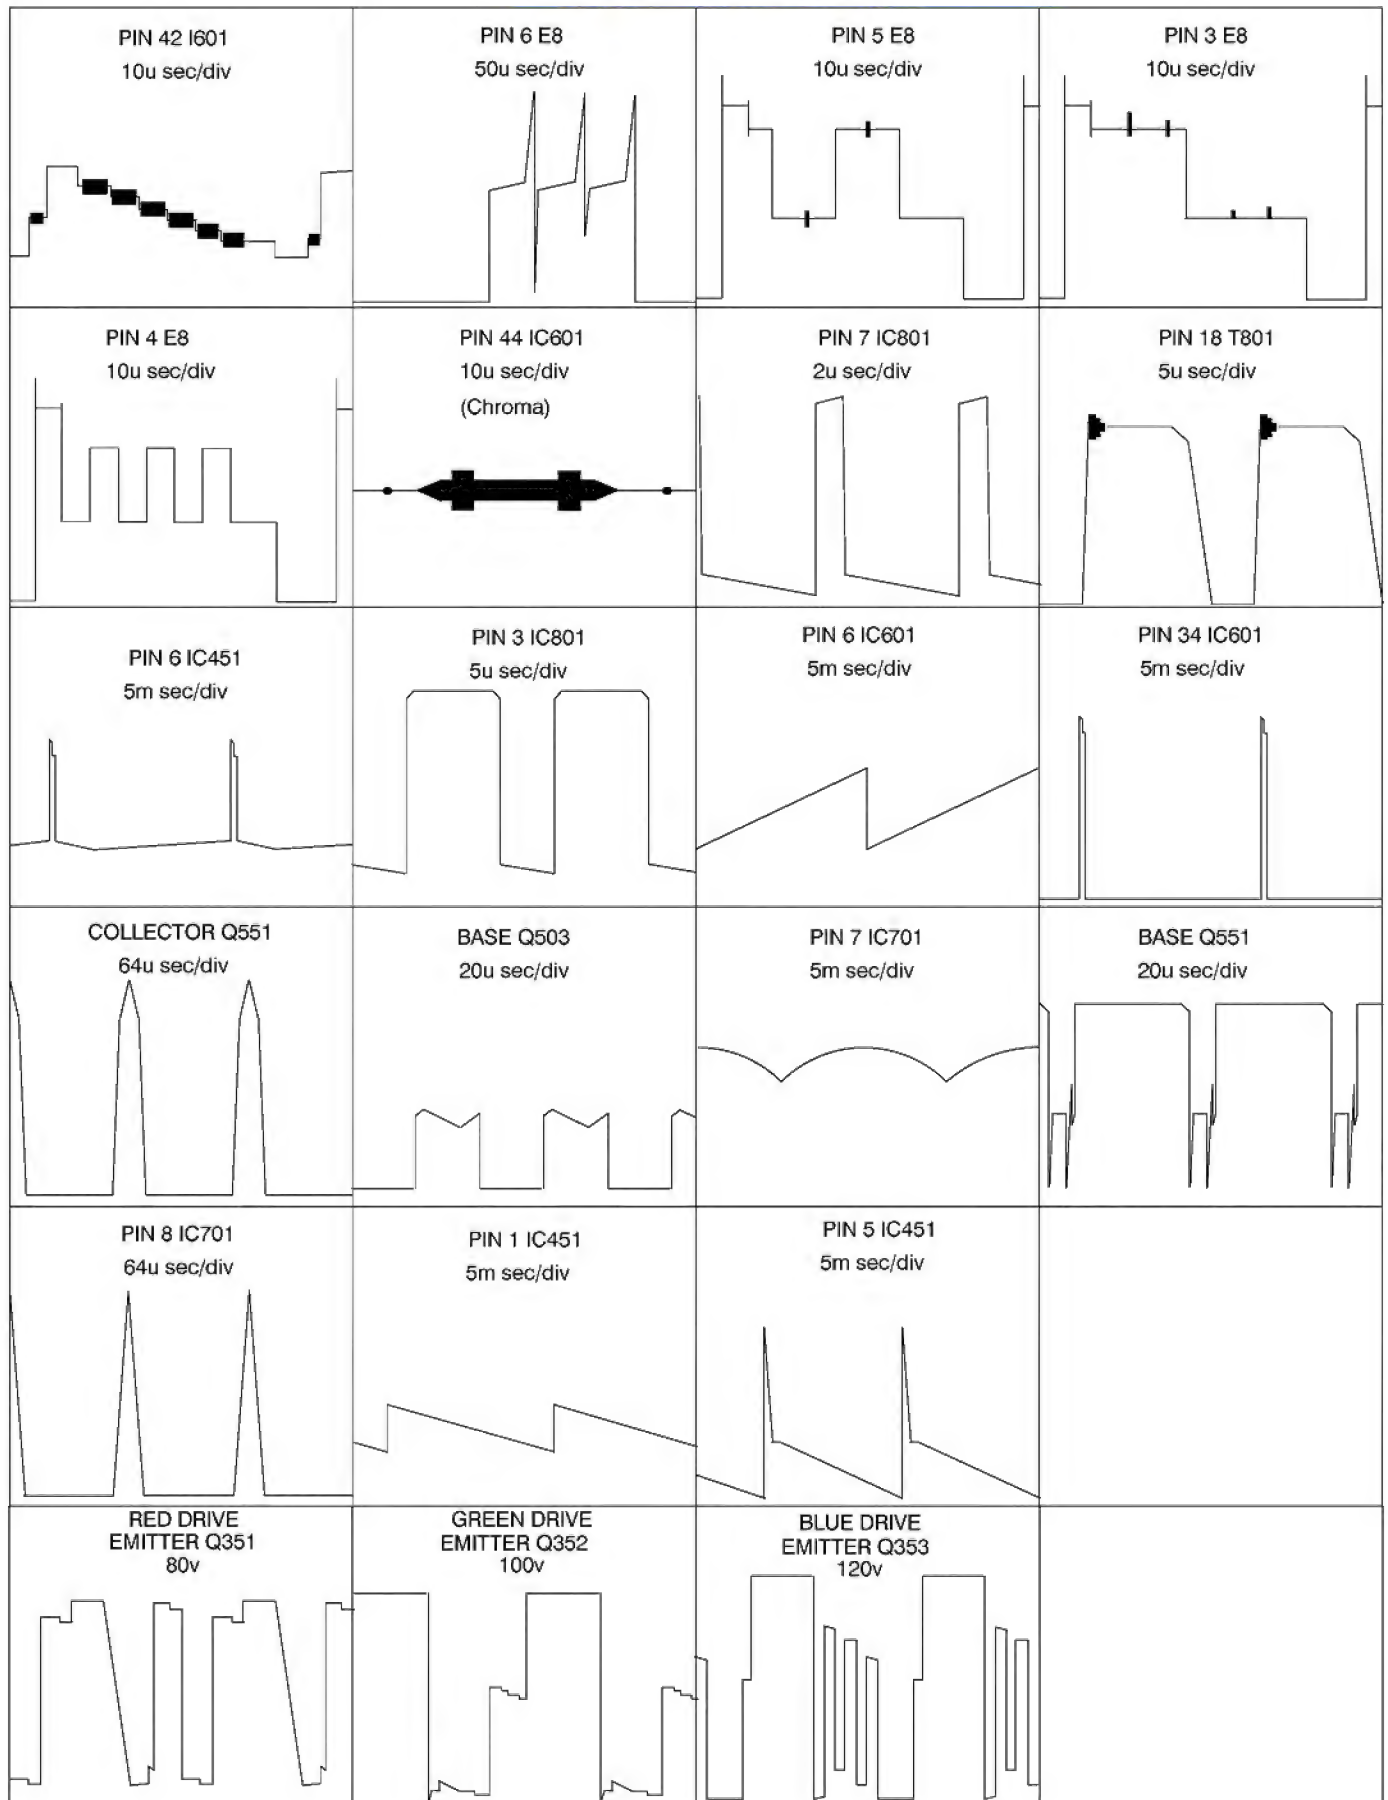 PIN 42 I601
10u sec/div
PIN 6 E8
50u sec/div
PIN 5 E8
10u sec/div
PIN 3 E8
10u sec/div
PIN 4 E8
10u sec/div
PIN 44 IC601
10u sec/div
(Chroma)
PIN 7 IC801
2u sec/div
PIN 18 T801
5u sec/div
PIN 6 IC451
5m sec/div
PIN 3 IC801
5u sec/div
PIN 6 IC601
5m sec/div
PIN 34 IC601
5m sec/div
COLLECTOR Q551
64u sec/div
BASE Q503
20u sec/div
PIN 7 IC701
5m sec/div
BASE Q551
20u sec/div
PIN 8 IC701
64u sec/div
PIN 1 IC451
5m sec/div
PIN 5 IC451
5m sec/div
RED DRIVE
EMITTER Q351
80v
GREEN DRIVE
EMITTER Q352
100v
BLUE DRIVE
EMITTER Q353
120v